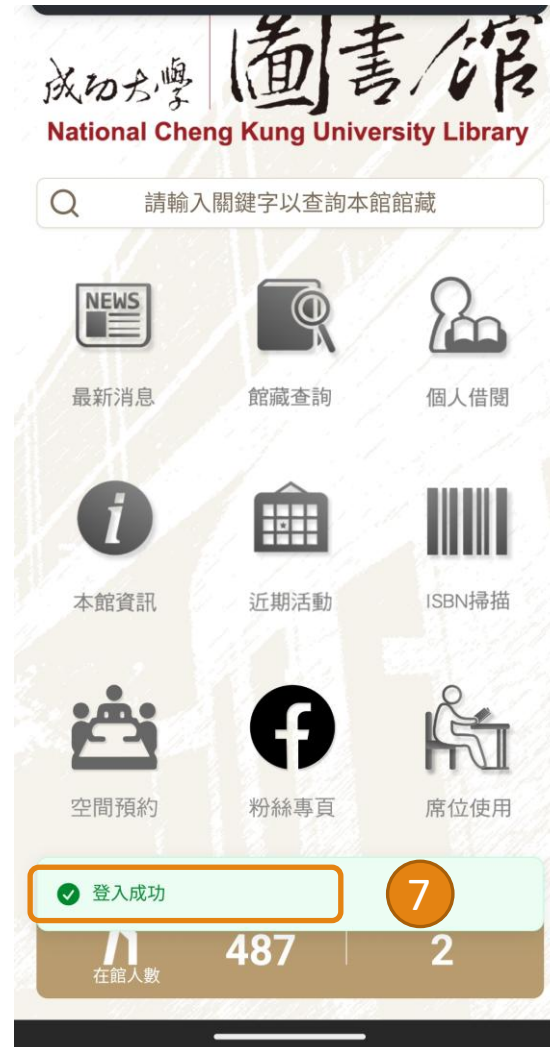 成功大學
圖書館
National Cheng Kung University Library
請輸入關鍵字以查詢本館館藏
NEWS
最新消息
館藏查詢
個人借閱
i
本館資訊
近期活動
ISBN掃描
f
空間預約
粉絲專頁
席位使用
登入成功
7
487
2
在館人數